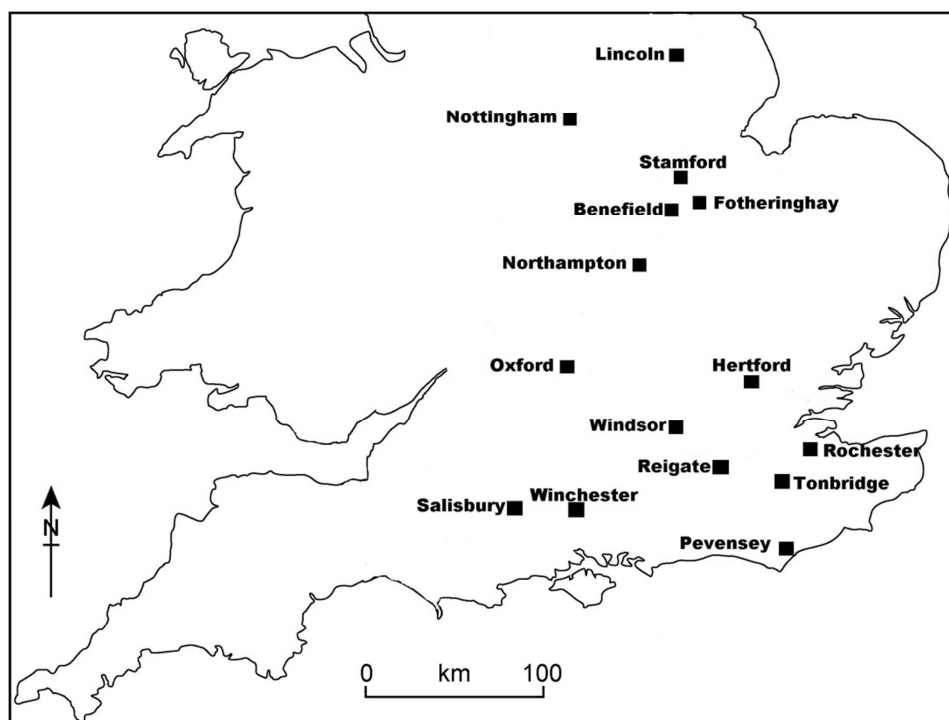 Lincoln
Nottingham
Stamford
Fotheringhay
Benefield
Northampton
Oxford
Hertford
Windsor
Rochester
Reigate
Tonbridge
Winchester
Salisbury
N
Pevensey
0 km 100